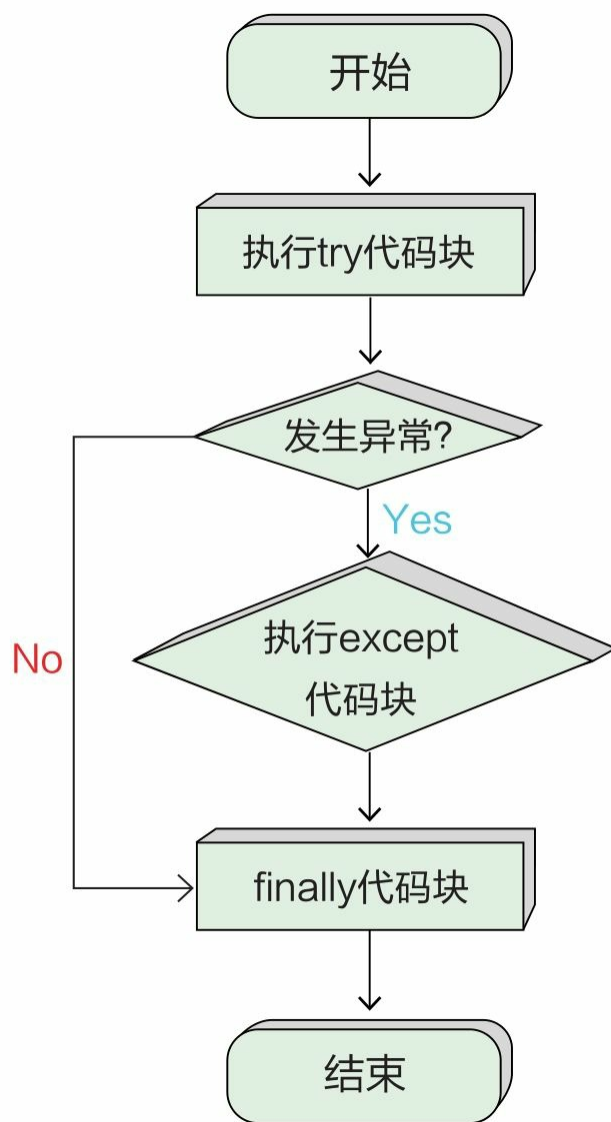 开始
执行try代码块
发生异常?
Yes
No
执行except
代码块
finally代码块
结束